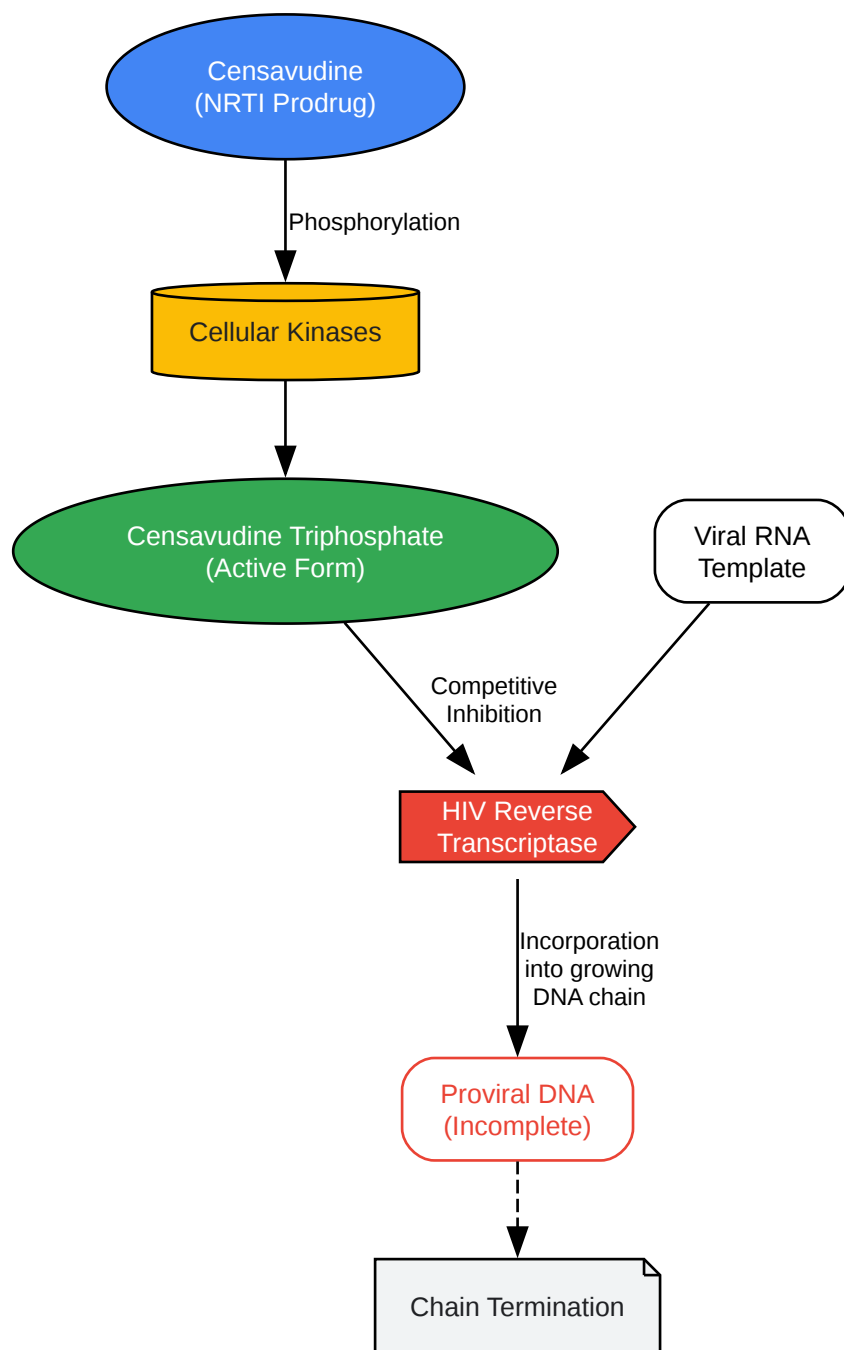 Censavudine
(NRTI Prodrug)
Phosphorylation
Cellular Kinases
Censavudine Triphosphate
(Active Form)
Viral RNA
Template
Competitive
Inhibition
HIV Reverse
Transcriptase
Incorporation
into growing
DNA chain
Proviral DNA
(Incomplete)
Chain Termination